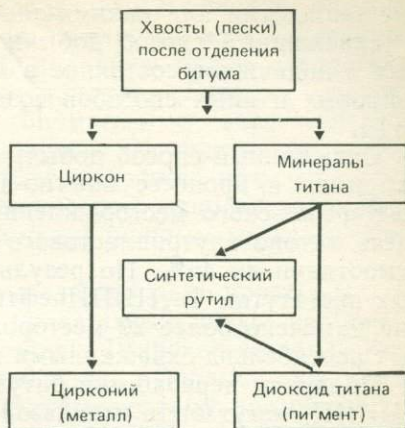 Хвосты (пески)
после отделения
битума
Циркон
Минералы
титана
Синтетический
рутил
Цирконий
(металл)
Диоксид титана
(пигмент)